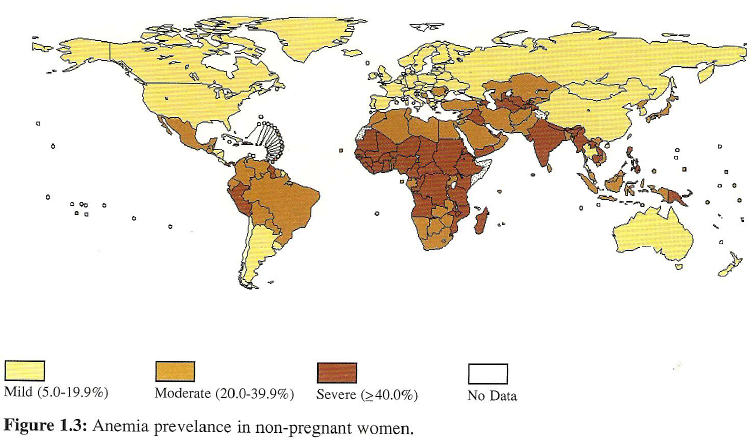 Mild (5.0-19.9%) Moderate (20.0-39.9%) Severe (≥40.0%) No Data
Figure 1.3: Anemia prevelance in non-pregnant women.